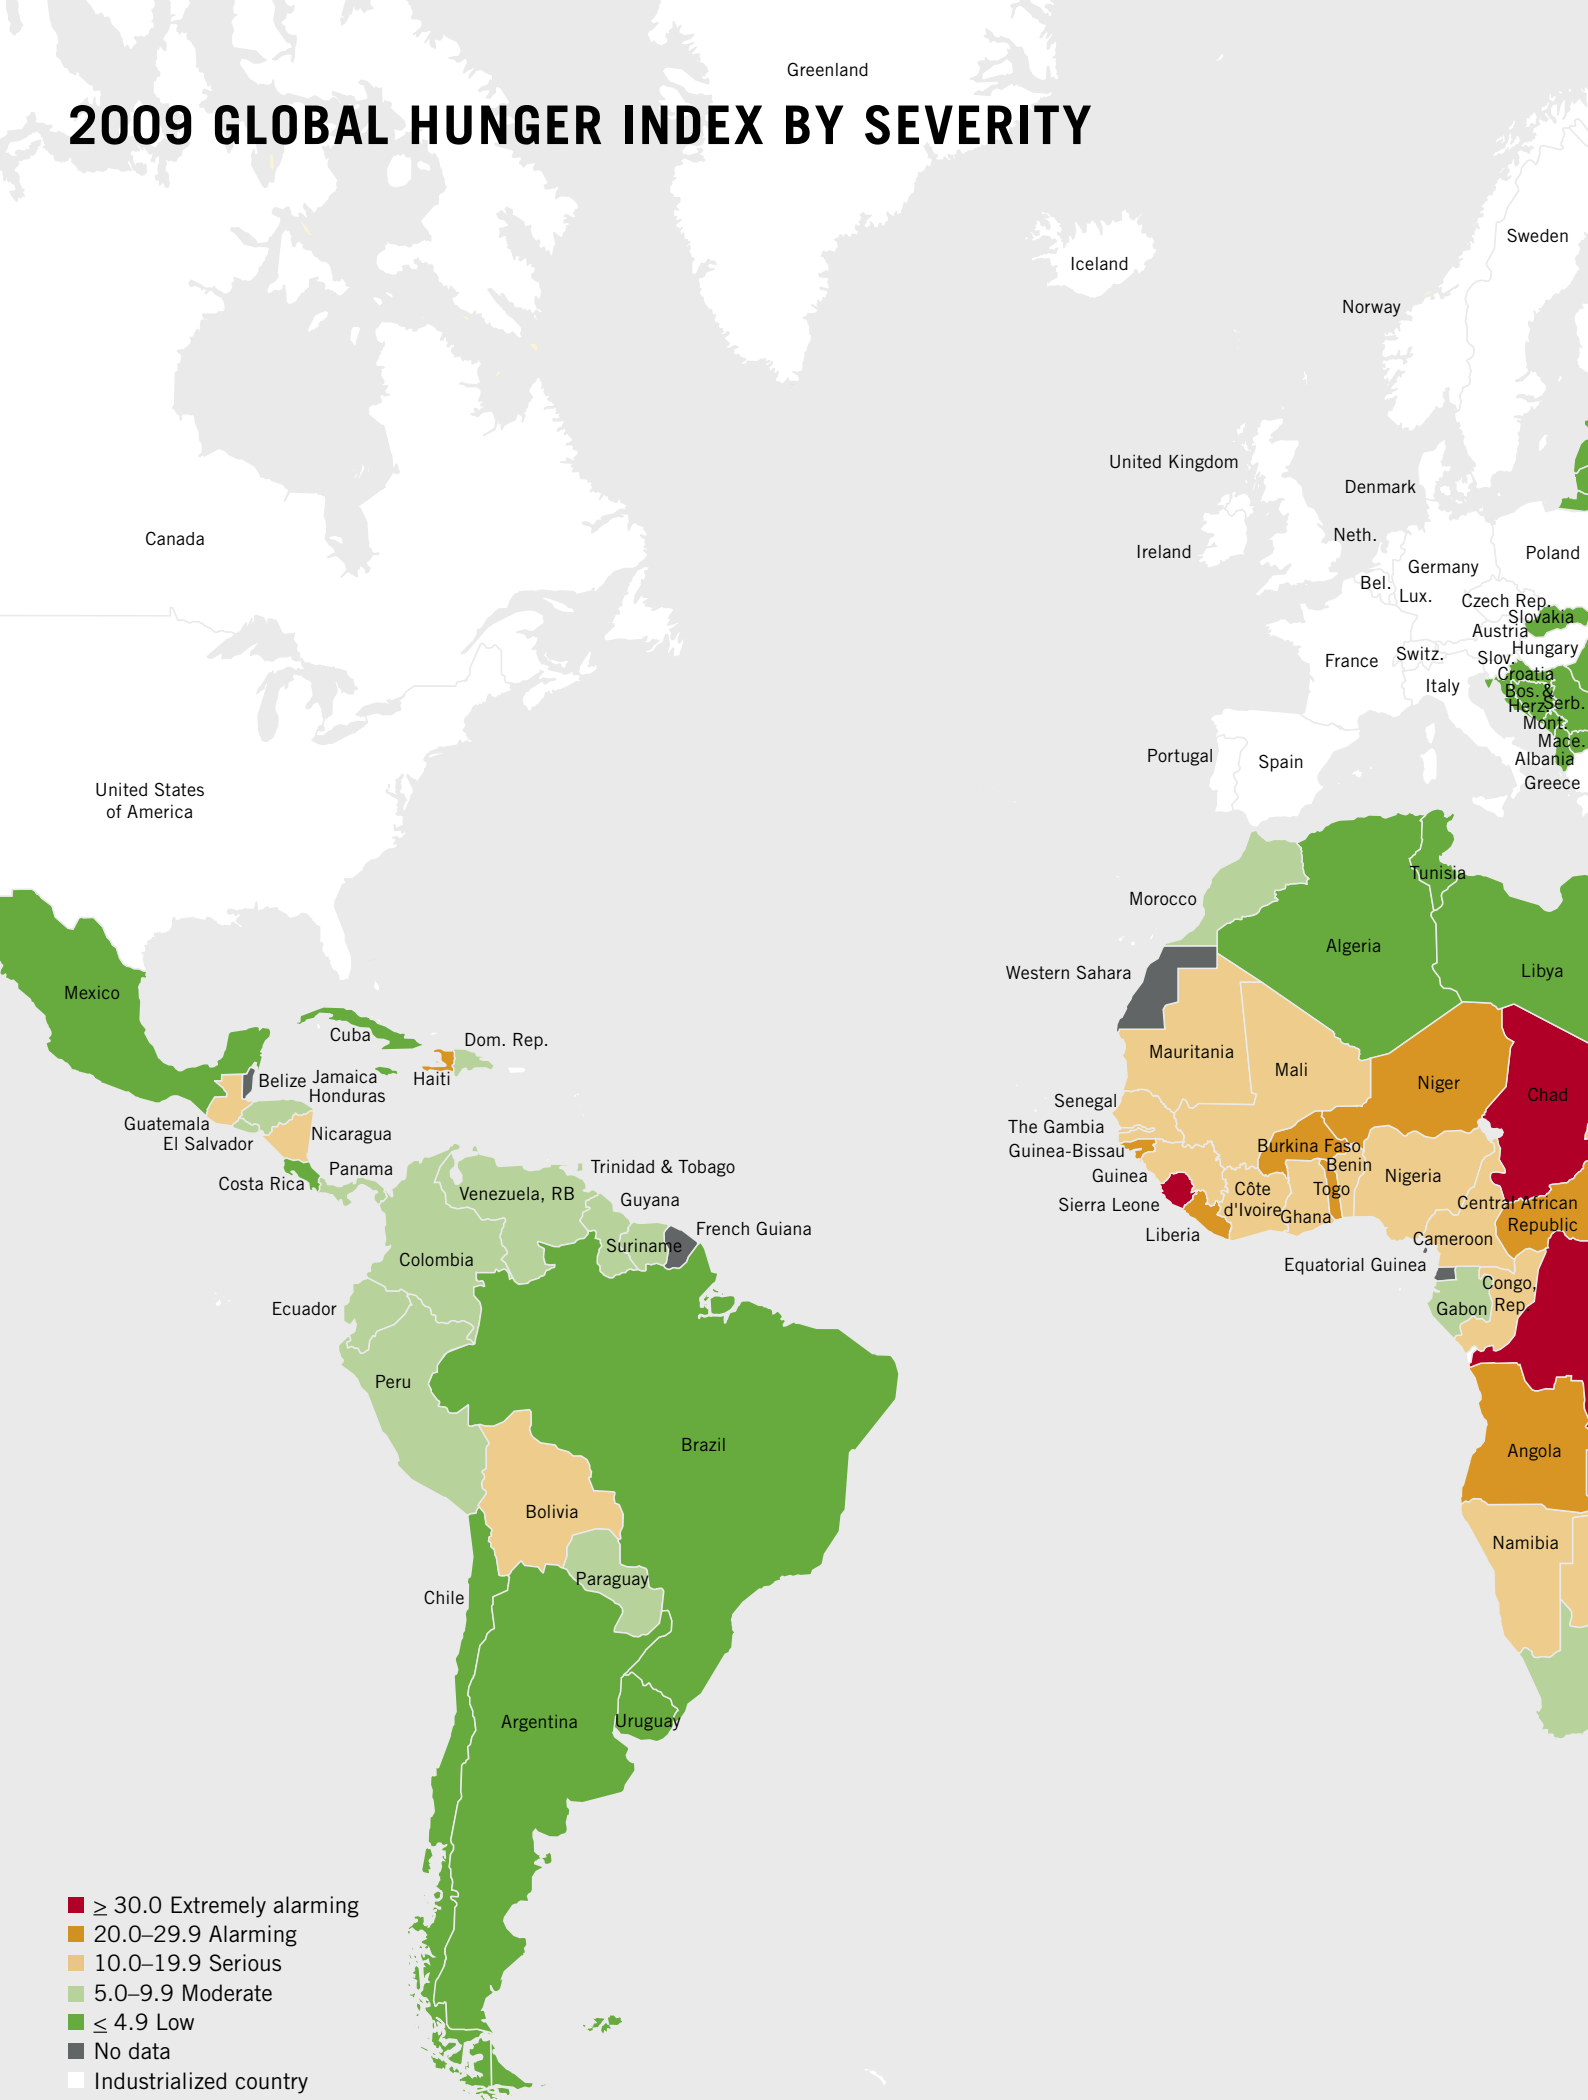 Greenland
2009 GLOBAL HUNGER INDEX BY SEVERITY
Sweden
Iceland
Norway
United Kingdom
Denmark
Neth.
Canada
Ireland
Poland
Germany
Bel.
Lux.
Czech Rep.
Slovakia
Austria
Hungary
Switz.
Slov.
France
Croatia
Italy
Bos.&
Herz.
Serb.
Mont.
Mace.
Portugal
Spain
Albania
Greece
United States
of America
Tunisia
Morocco
Algeria
Libya
Western Sahara
Mexico
Cuba
Dom. Rep.
Mauritania
Mali
Belize
Jamaica
Haiti
Niger
Honduras
Chad
Senegal
Guatemala
The Gambia
Nicaragua
El Salvador
Burkina Faso
Guinea-Bissau
Panama
Trinidad & Tobago
Benin
Costa Rica
Guinea
Nigeria
Venezuela, RB
Côte
d'Ivoire
Togo
Guyana
Sierra Leone
Central African
Republic
Ghana
French Guiana
Liberia
Cameroon
Suriname
Colombia
Equatorial Guinea
Congo,
Rep.
Ecuador
Gabon
Peru
Brazil
Angola
Bolivia
Namibia
Paraguay
Chile
Argentina
Uruguay
≥ 30.0 Extremely alarming
20.0–29.9 Alarming
10.0–19.9 Serious
5.0–9.9 Moderate
≤ 4.9 Low
No data
Industrialized country